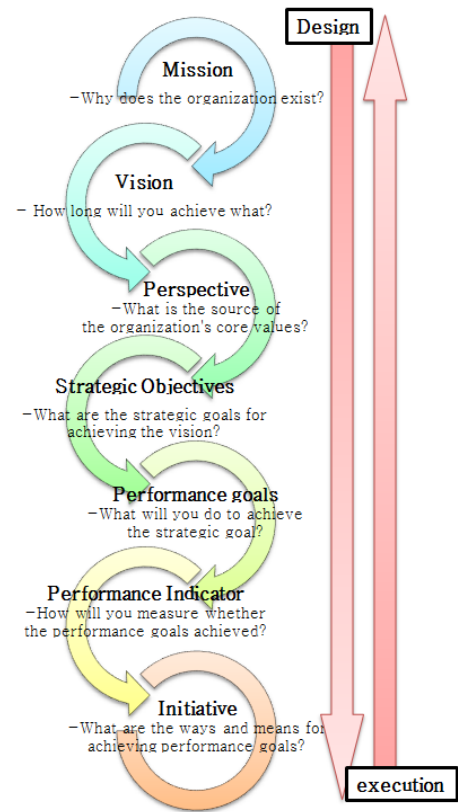 Design
Mission
-Why does the organization exist?
Vision
- How long will you achieve what?
Perspective
-What is the source of
the organization's core values?
Strategic Objectives
-What are the strategic goals for
achieving the vision?
Performance goals
-What will you do to achieve
the strategic goal?
Performance Indicator
-How will you measure whether
the performance goals achieved?
Initiative
-What are the ways and means for
achieving performance goals?
execution